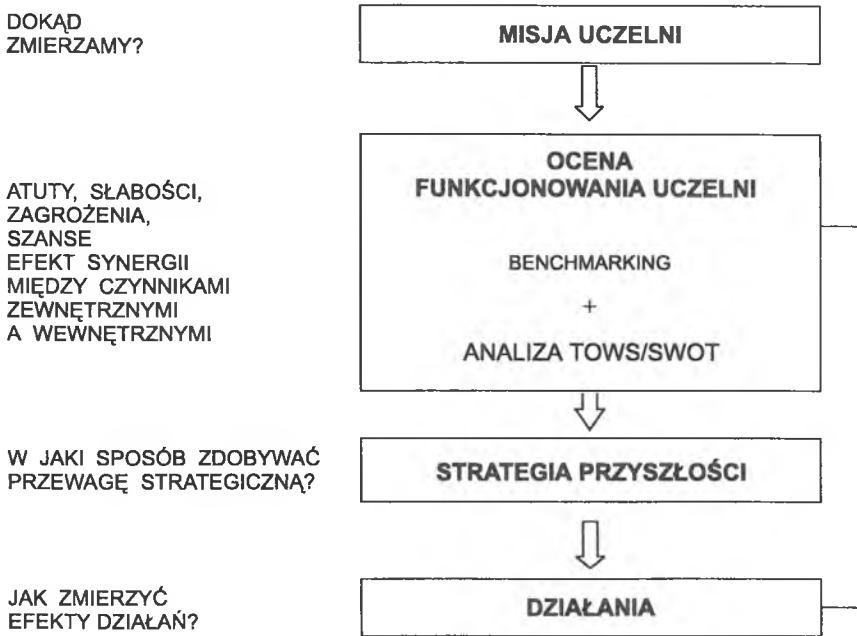 DOKĄD
ZMIERZAMY?
MISJA UCZELNI
ATUTY, SŁABOŚCI,
ZAGROŻENIA,
SZANSE
EFEKT SYNERGII
MIĘDZY CZYNNIKAMI
ZEWNĘTRZNYMI
A WEWNĘTRZNYMI
OCENA
FUNKCJONOWANIA UCZELNI
BENCHMARKING
+
ANALIZA TOWS/SWOT
W JAKI SPOSÓB ZDOBYWAĆ
PRZEWAGĘ STRATEGICZNĄ?
STRATEGIA PRZYSZŁOŚCI
JAK ZMIERZYĆ
EFEKTY DZIAŁAŃ?
DZIAŁANIA